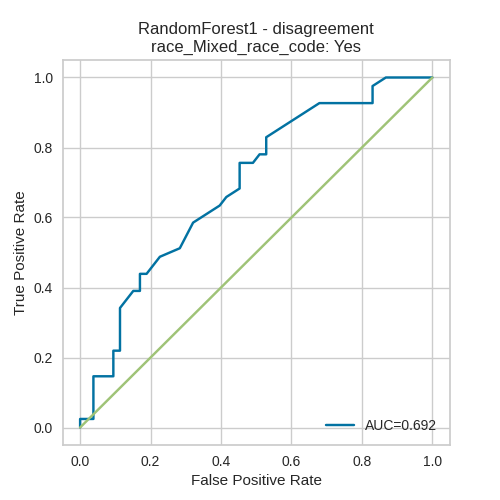 RandomForest1 - disagreement
race_Mixed_race_code: Yes
1.0
0.8
0.6
0.4
0.2
0.0
True Positive Rate
AUC=0.692
0.0 0.2 0.4 0.6 0.8 1.0
False Positive Rate